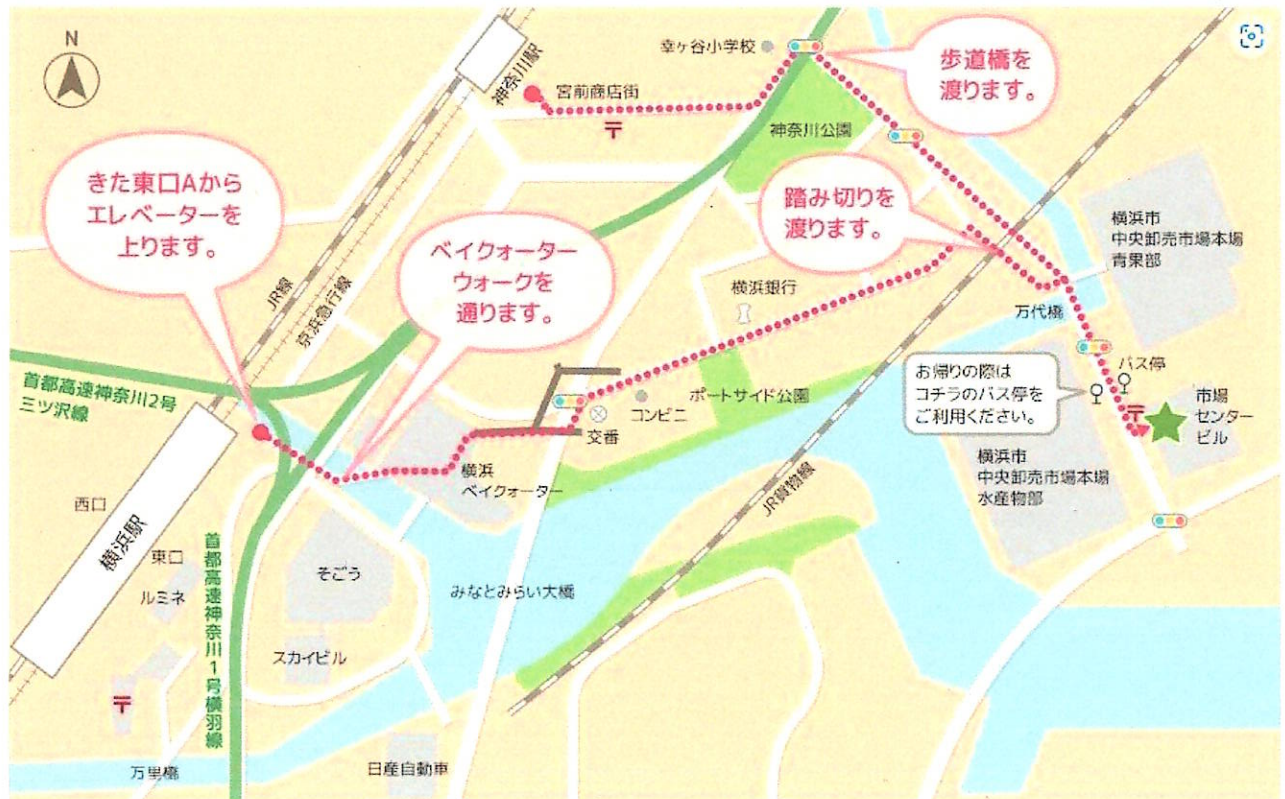 N
幸ヶ谷小学校
歩道橋を
渡ります。
神奈川駅
宮前商店街
〒
神奈川公園
きた東口Aから
エレベーターを
上ります。
踏み切りを
渡ります。
横浜市
中央卸売市場本場
青果部
ベイクォーター
ウォークを
通ります。
JR線
京浜急行線
横浜銀行
万代橋
首都高速神奈川2号
三ツ沢線
お帰りの際は
コチラのバス停を
ご利用ください。
バス停
〒
市場
センター
ビル
ポートサイド公園
コンビニ
交番
横浜
ベイクォーター
横浜市
中央卸売市場本場
水産物部
JR貨物線
西口
横浜駅
東口
ルミネ
首都高速神奈川1号横羽線
そごう
みなとみらい大橋
スカイビル
〒
万里橋
日産自動車